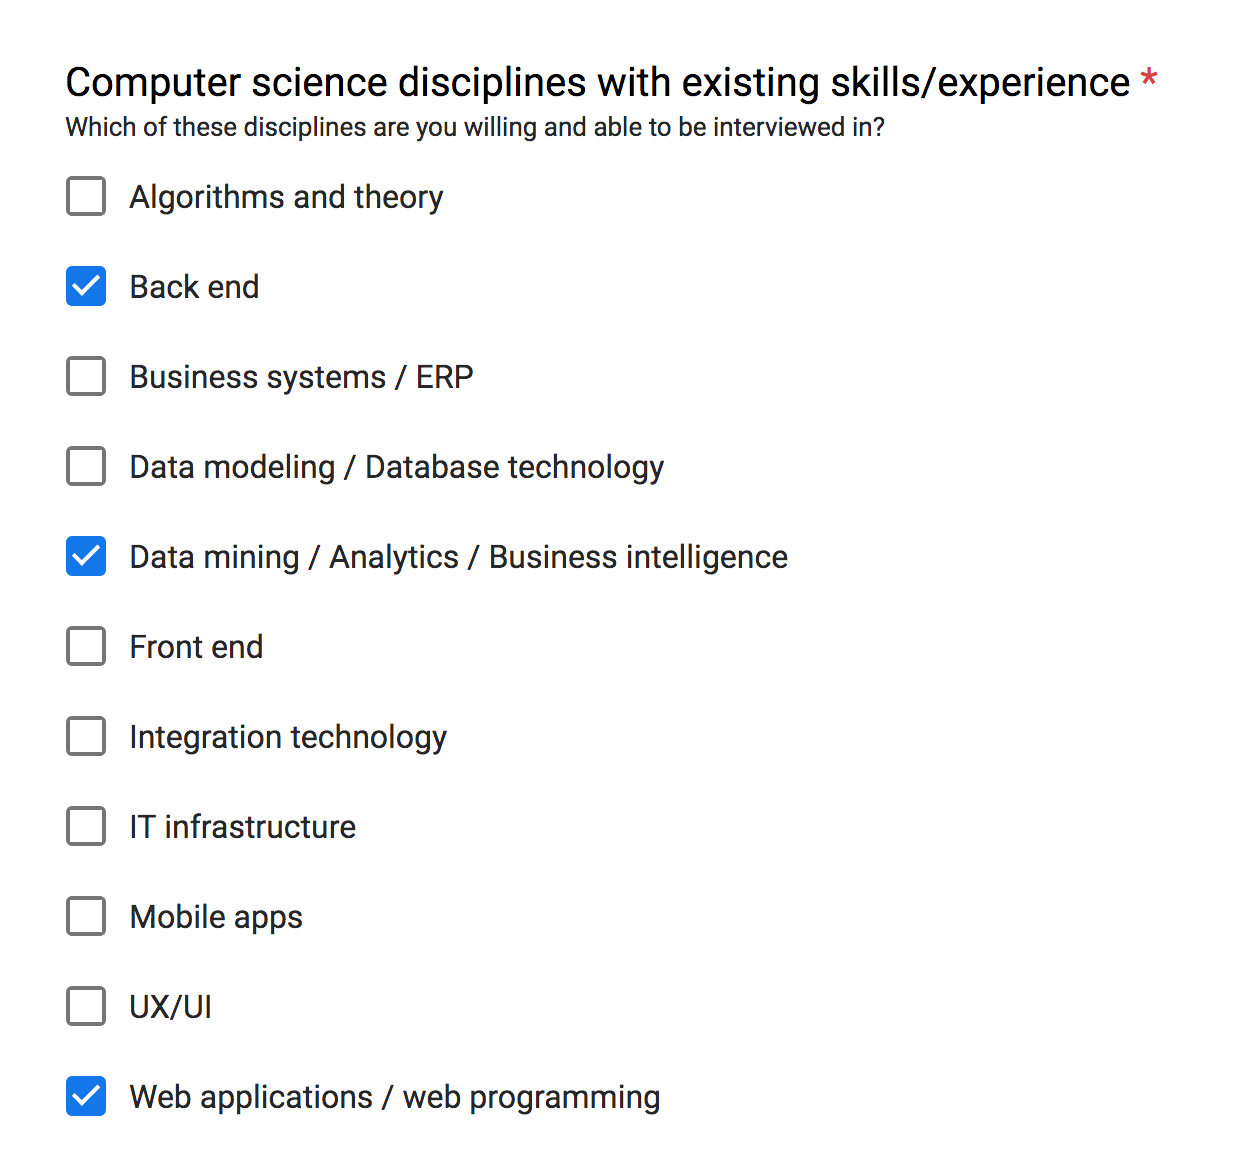 Computer science disciplines with existing skills/experience *
Which of these disciplines are you willing and able to be interviewed in?
Algorithms and theory
Back end
Business systems / ERP
Data modeling / Database technology
Data mining / Analytics / Business intelligence
Front end
Integration technology
IT infrastructure
Mobile apps
UX/UI
Web applications / web programming